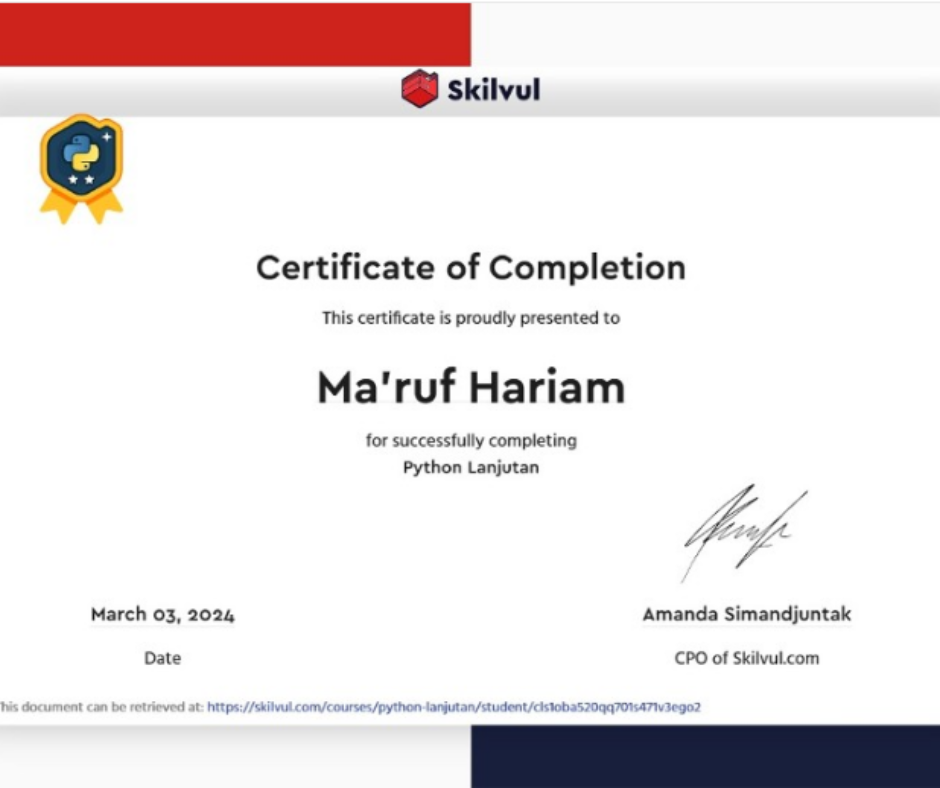 Skilvul
Certificate of Completion
This certificate is proudly presented to
Ma'ruf Hariam
for successfully completing
Python Lanjutan
March 03, 2024
Date
Amanda Simandjuntak
CPO of Skilvul.com
his document can be retrieved at: https://skilvul.com/courses/python-lanjutan/student/cls1oba520qq701s471v3ego2